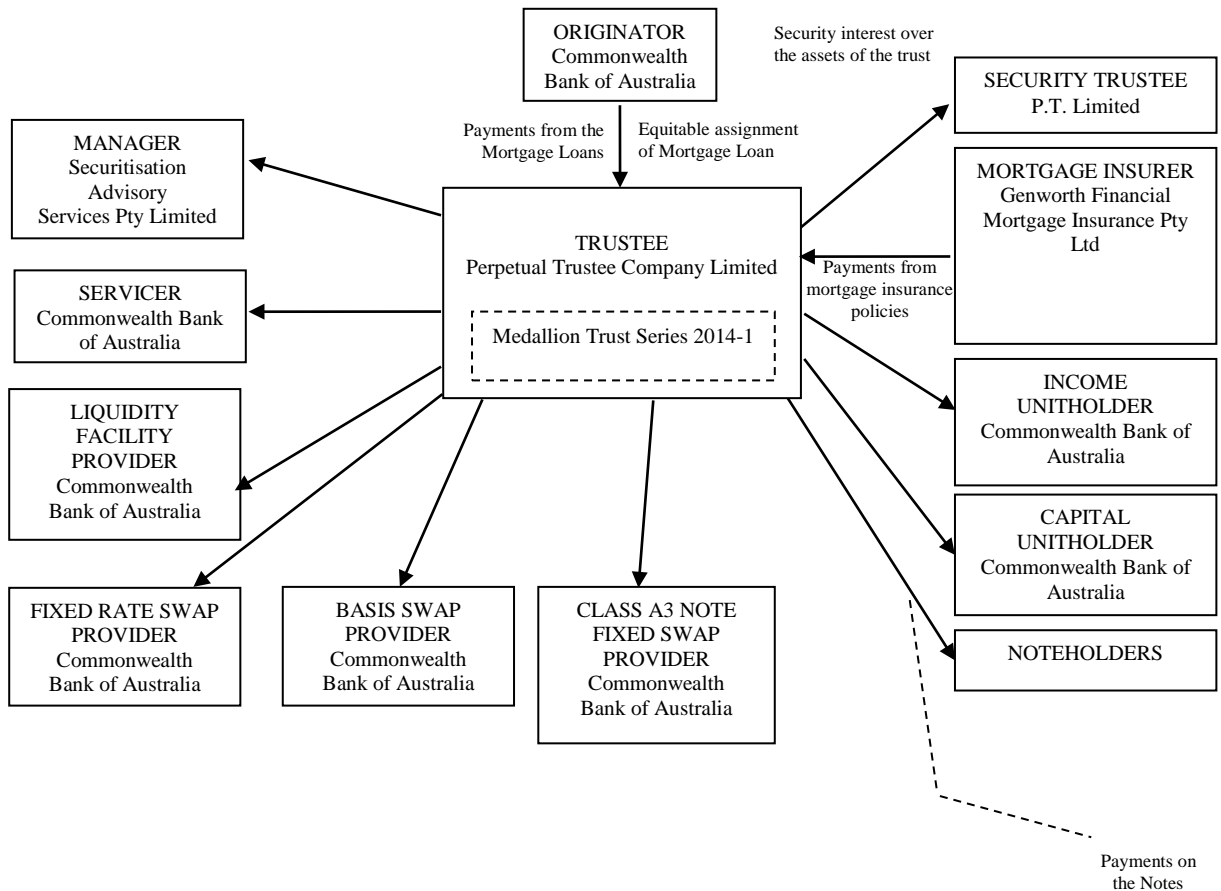 ORIGINATOR
Commonwealth
Bank of Australia
Security interest over
the assets of the trust
SECURITY TRUSTEE
P.T. Limited
MANAGER
Securitisation
Advisory
Services Pty Limited
Payments from the
Mortgage Loans
Equitable assignment
of Mortgage Loan
MORTGAGE INSURER
Genworth Financial
Mortgage Insurance Pty
Ltd
TRUSTEE
Perpetual Trustee Company Limited
Medallion Trust Series 2014-1
Payments from
mortgage insurance
policies
SERVICER
Commonwealth Bank
of Australia
INCOME
UNITHOLDER
Commonwealth Bank of
Australia
LIQUIDITY
FACILITY
PROVIDER
Commonwealth
Bank of Australia
CAPITAL
UNITHOLDER
Commonwealth Bank of
Australia
FIXED RATE SWAP
PROVIDER
Commonwealth
Bank of Australia
BASIS SWAP
PROVIDER
Commonwealth
Bank of Australia
CLASS A3 NOTE
FIXED SWAP
PROVIDER
Commonwealth
Bank of Australia
NOTEHOLDERS
Payments on
the Notes